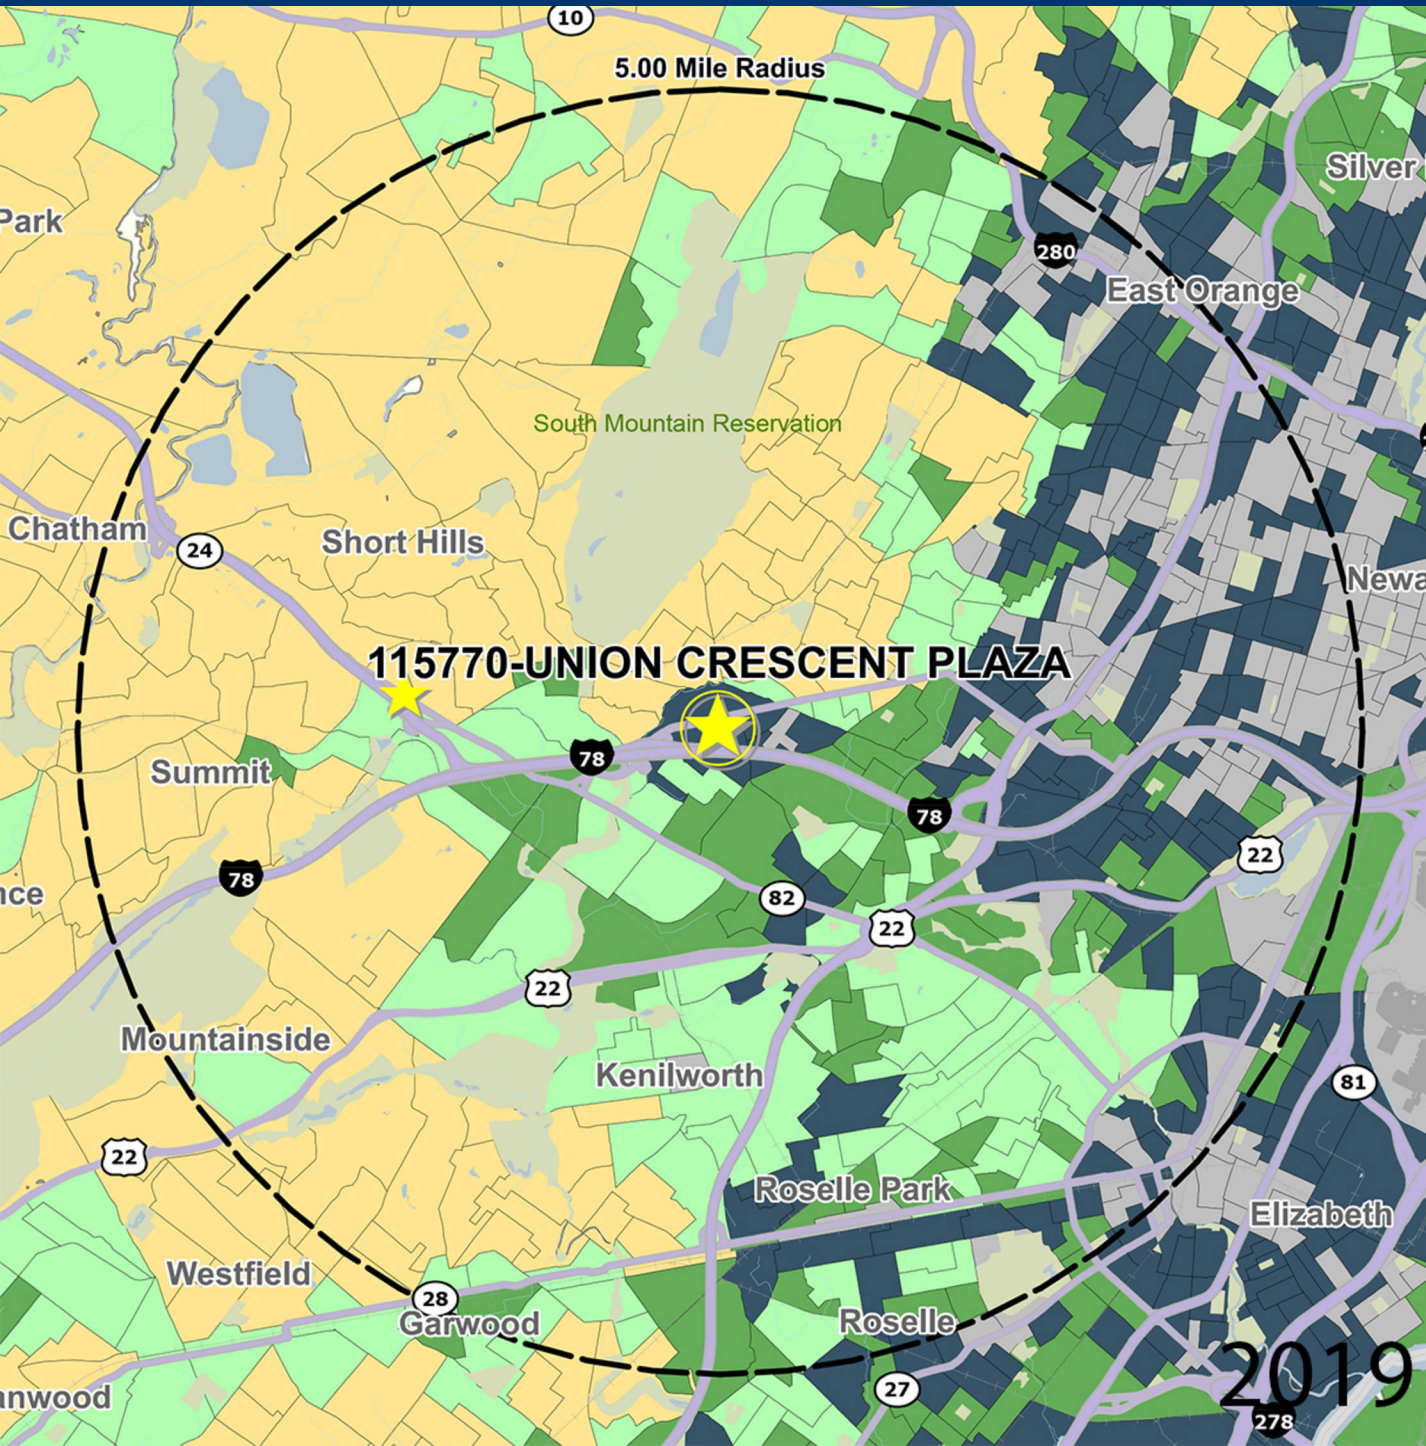 10
5.00 Mile Radius
Silver
Park
280
East Orange
South Mountain Reservation
Chatham
24
Short Hills
Newa
115770-UNION CRESCENT PLAZA
78
Summit
78
22
78
nce
82
22
22
Mountainside
Kenilworth
81
22
Roselle Park
Elizabeth
Westfield
28
Garwood
Roselle
2019
27
anwood
278